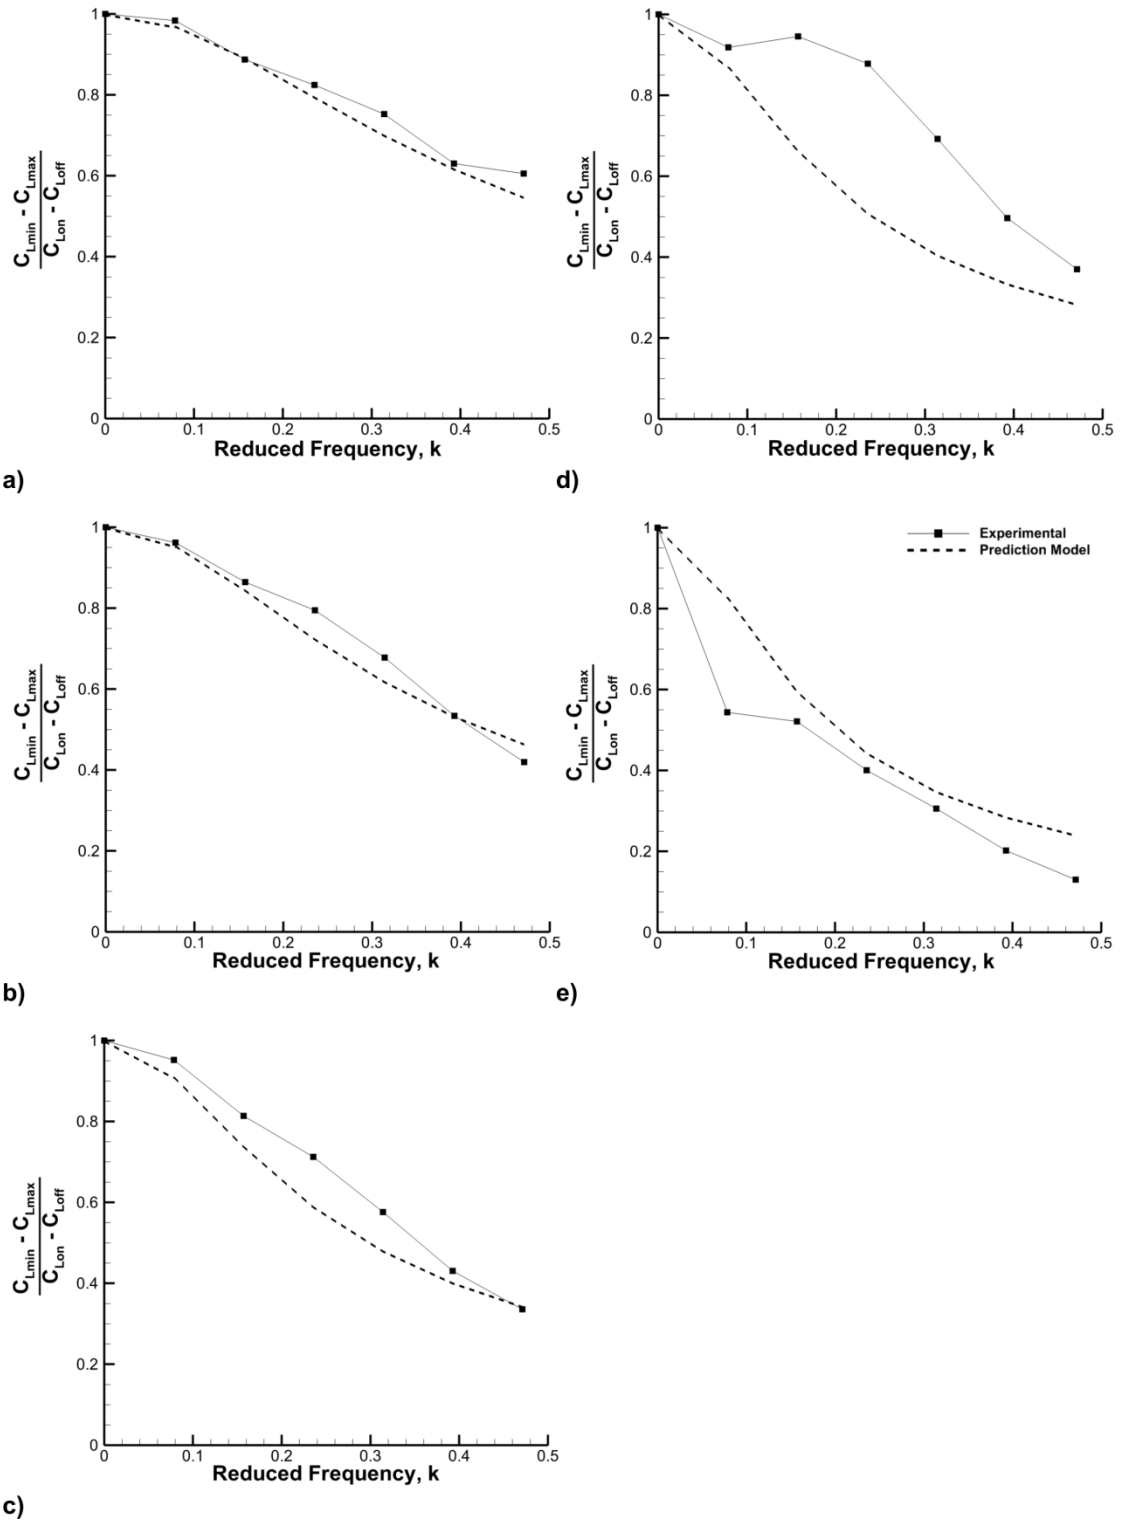 1
0.8
0.6
0.4
0.2
0
C_Lmin - C_Lmax
C_Lon - C_Loff
0 0.1 0.2 0.3 0.4 0.5
Reduced Frequency, k
a)
1
0.8
0.6
0.4
0.2
0
C_Lmin - C_Lmax
C_Lon - C_Loff
0 0.1 0.2 0.3 0.4 0.5
Reduced Frequency, k
d)
1
0.8
0.6
0.4
0.2
0
C_Lmin - C_Lmax
C_Lon - C_Loff
0 0.1 0.2 0.3 0.4 0.5
Reduced Frequency, k
b)
1
0.8
0.6
0.4
0.2
0
C_Lmin - C_Lmax
C_Lon - C_Loff
Experimental
Prediction Model
0 0.1 0.2 0.3 0.4 0.5
Reduced Frequency, k
e)
1
0.8
0.6
0.4
0.2
0
C_Lmin - C_Lmax
C_Lon - C_Loff
0 0.1 0.2 0.3 0.4 0.5
Reduced Frequency, k
c)